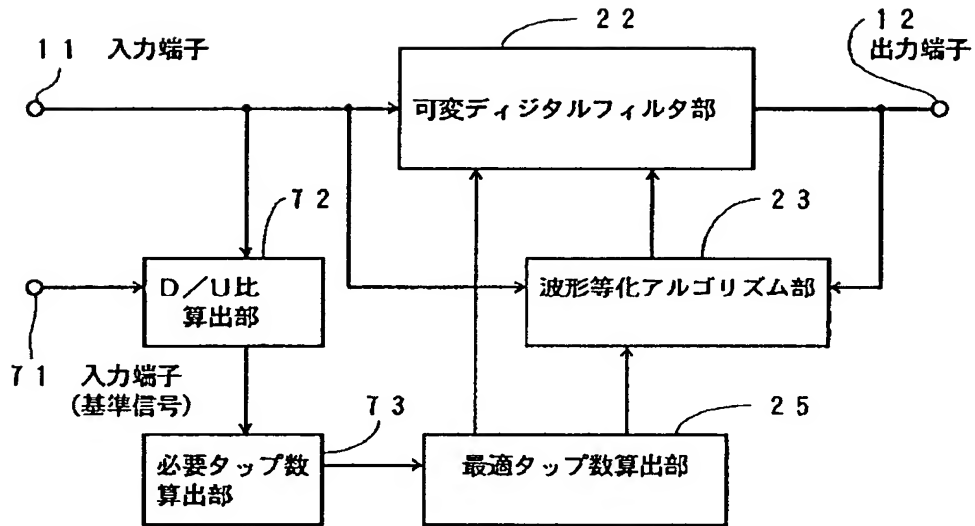 11 入力端子
22
12
出力端子
可変ディジタルフィルタ部
72
23
D/U比
算出部
波形等化アルゴリズム部
71 入力端子
(基準信号)
73
25
必要タップ数
算出部
最適タップ数算出部